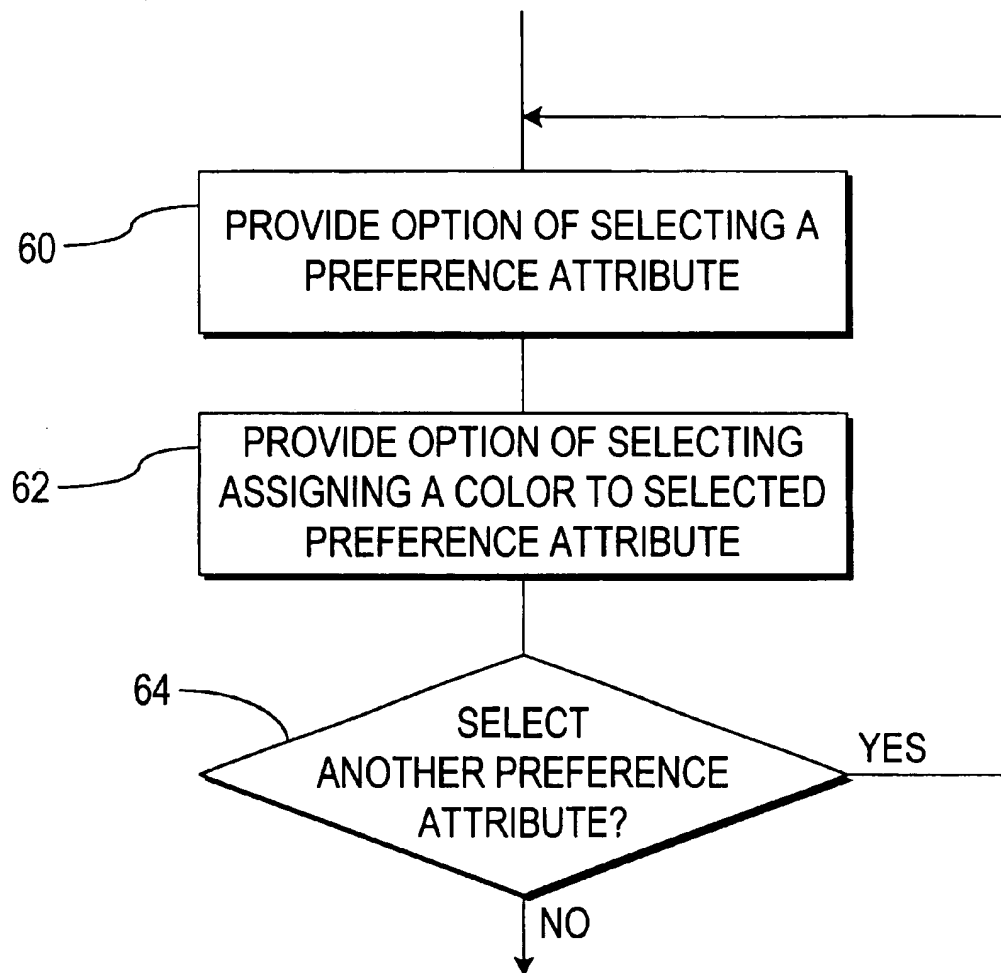 60
PROVIDE OPTION OF SELECTING A
PREFERENCE ATTRIBUTE
62
PROVIDE OPTION OF SELECTING
ASSIGNING A COLOR TO SELECTED
PREFERENCE ATTRIBUTE
64
SELECT
ANOTHER PREFERENCE
ATTRIBUTE?
YES
NO